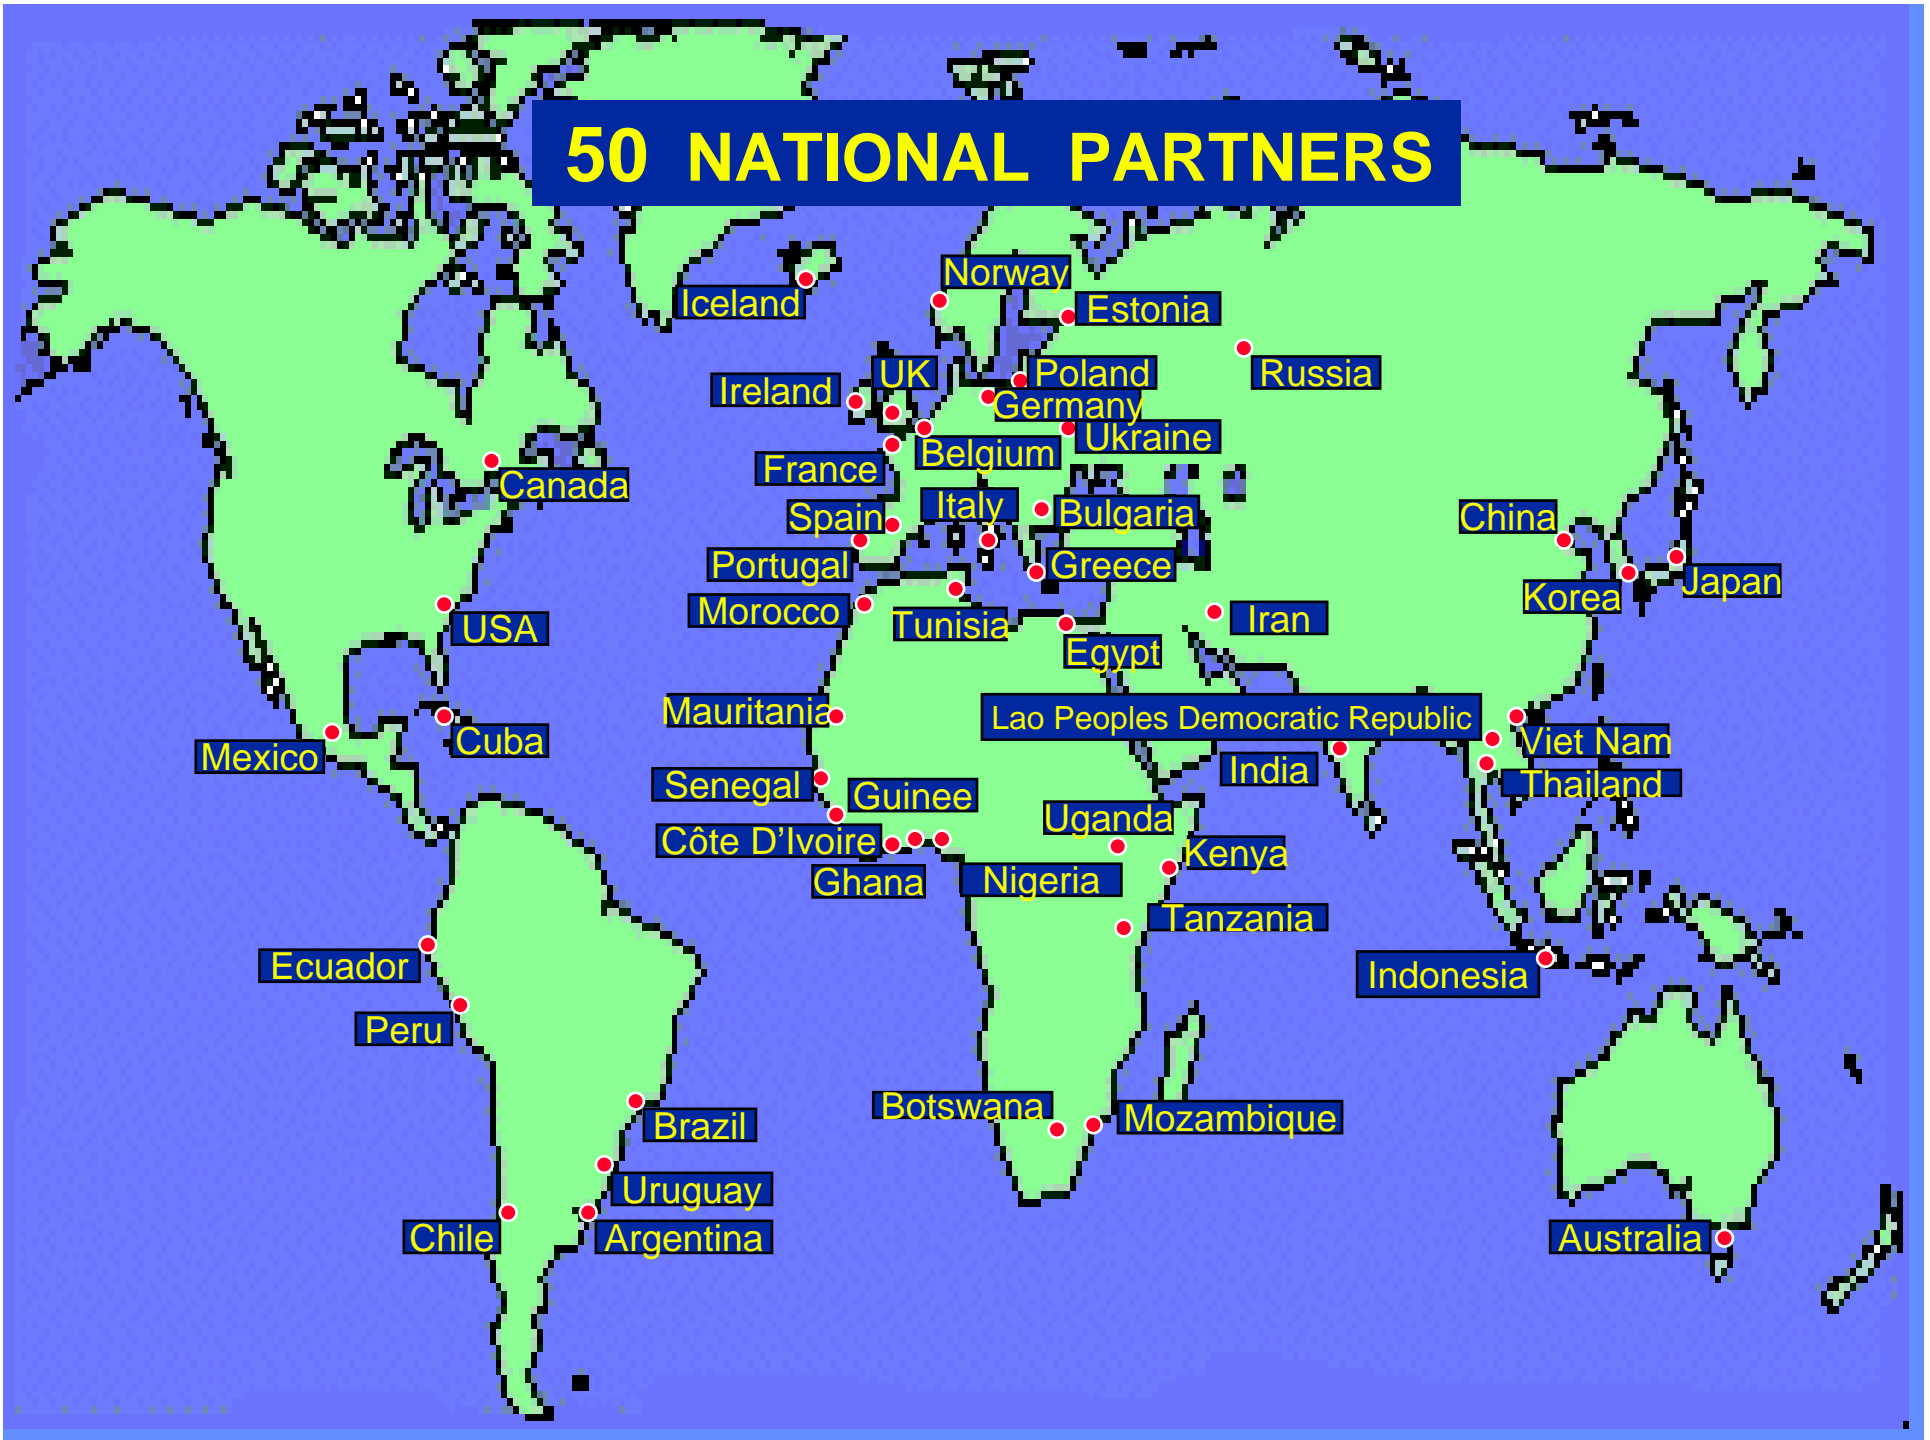 50 NATIONAL PARTNERS
Norway
Iceland
Estonia
UK
Poland
Russia
Ireland
Germany
Ukraine
Belgium
France
Canada
Italy
Spain
Bulgaria
China
Portugal
Greece
Japan
Korea
Morocco
Tunisia
Iran
USA
Egypt
Mauritania
Lao Peoples Democratic Republic
Cuba
Viet Nam
Mexico
India
Senegal
Thailand
Guinee
Uganda
Côte D’Ivoire
Kenya
Ghana
Nigeria
Tanzania
Ecuador
Indonesia
Peru
Botswana
Mozambique
Brazil
Uruguay
Chile
Argentina
Australia